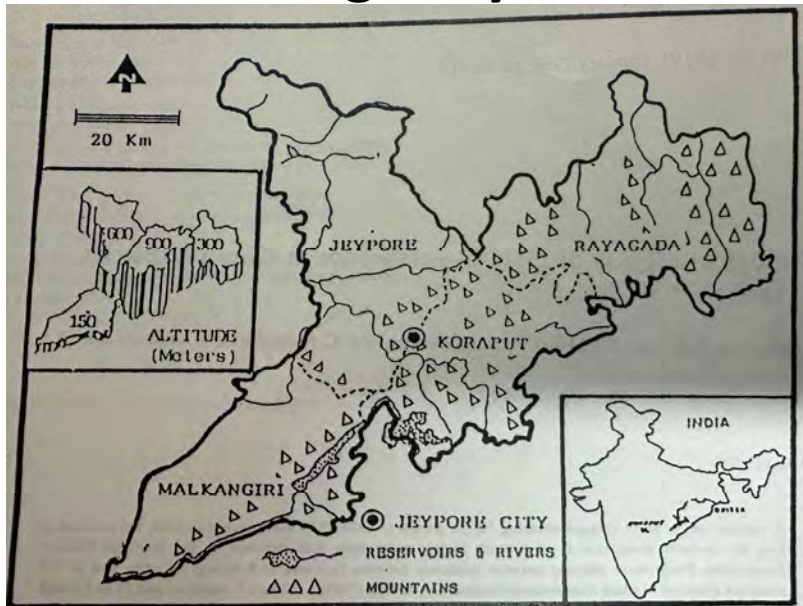 N
20 Km
JEYPORE
RAYAGADA
600
900
300
150
ALTITUDE
(Meters)
KORAPUT
INDIA
MALKANGIRI
JEYPORE CITY
RESERVOIRS & RIVERS
MOUNTAINS